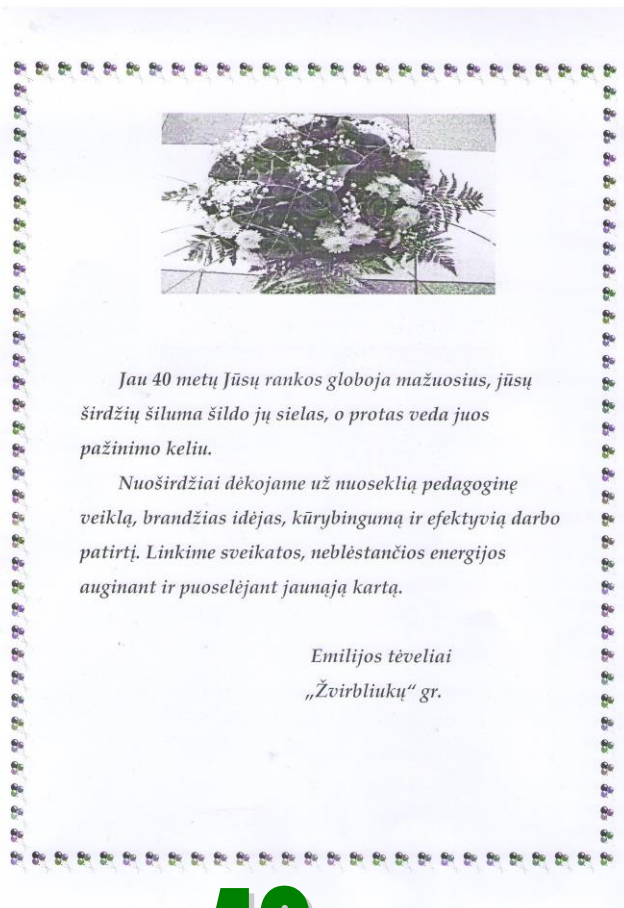 Jau 40 metų Jūsų rankos globoja mažuosius, jūsų
širdžių šiluma šildo jų sielas, o protas veda juos
pažinimo keliu.
Nuoširdžiai dėkojame už nuoseklią pedagoginę
veiklą, brandžias idėjas, kūrybingumą ir efektyvią darbo
patirtį. Linkime sveikatos, neblėstančios energijos
auginant ir puoselėjant jaunąją kartą.
Emilijos tėveliai
„Žvirbliukų“ gr.